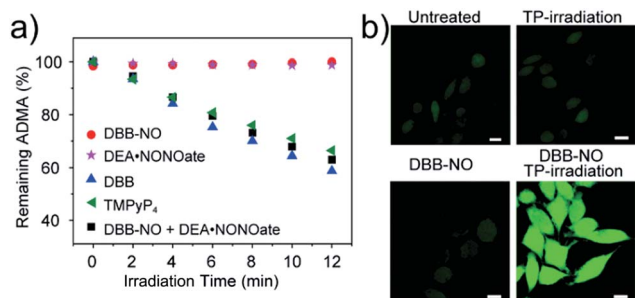 a)
Remaining ADMA (%)
100
80
60
40
DBB-NO
DEA•NONOate
DBB
TMPyP₄
DBB-NO + DEA•NONOate
0 2 4 6 8 10 12
Irradiation Time (min)
b)
Untreated
TP-irradiation
DBB-NO
DBB-NO
TP-irradiation